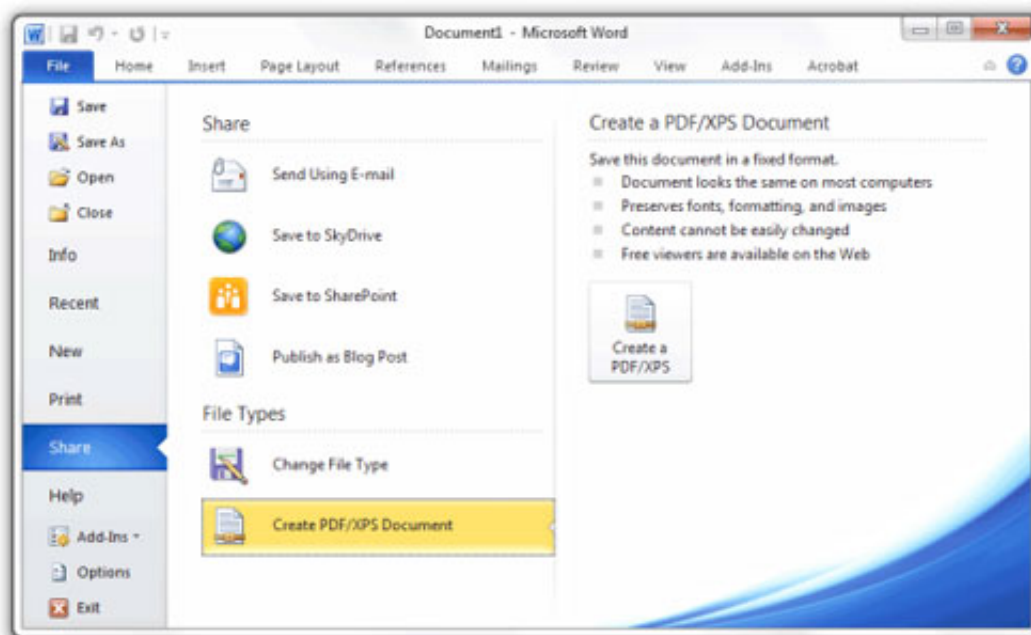 Document1 - Microsoft Word
File Home Insert Page Layout References Mailings Review View Add-Ins Acrobat
Save
Save As
Open
Close
Info
Recent
New
Print
Share
Help
Add-Ins
Options
Exit
Share
Send Using E-mail
Save to SkyDrive
Save to SharePoint
Publish as Blog Post
File Types
Change File Type
Create PDF/XPS Document
Create a PDF/XPS Document
Save this document in a fixed format.
Document looks the same on most computers
Preserves fonts, formatting, and images
Content cannot be easily changed
Free viewers are available on the Web
Create a
PDF/XPS